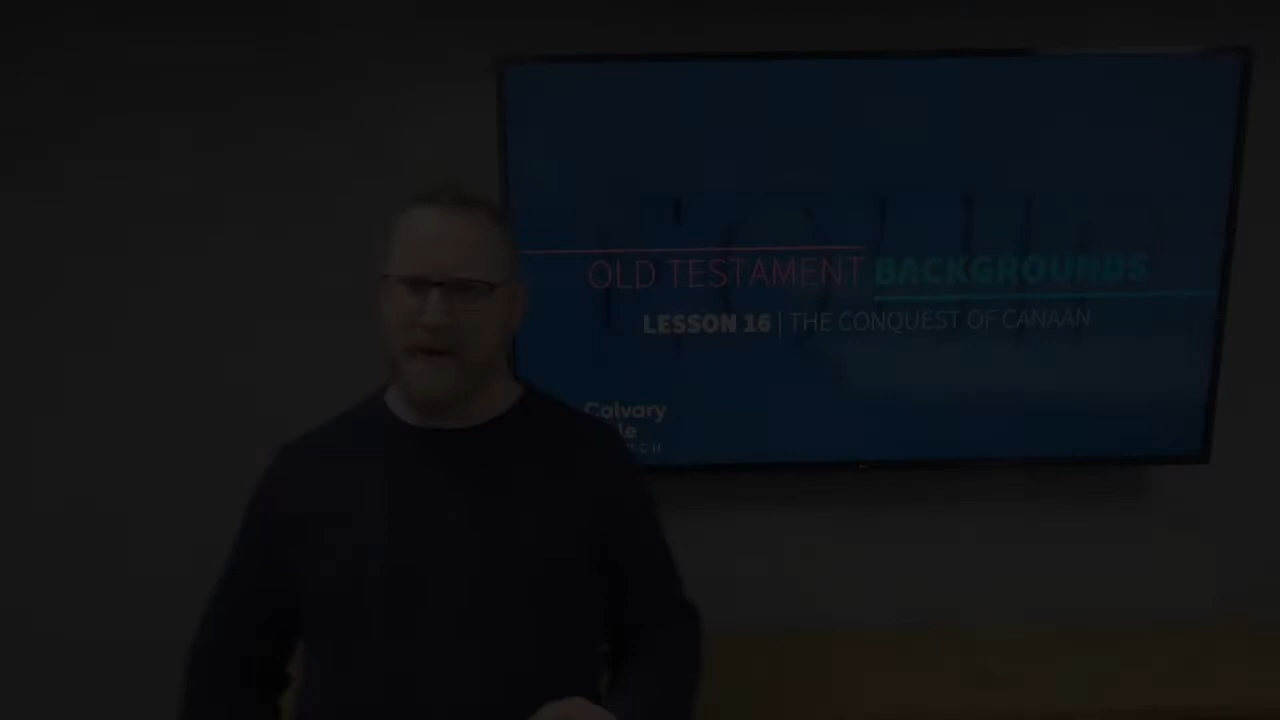 OLD TESTAMENT BACKGROUNDS
LESSON 16 | THE CONQUEST OF CANAAN
Calvary